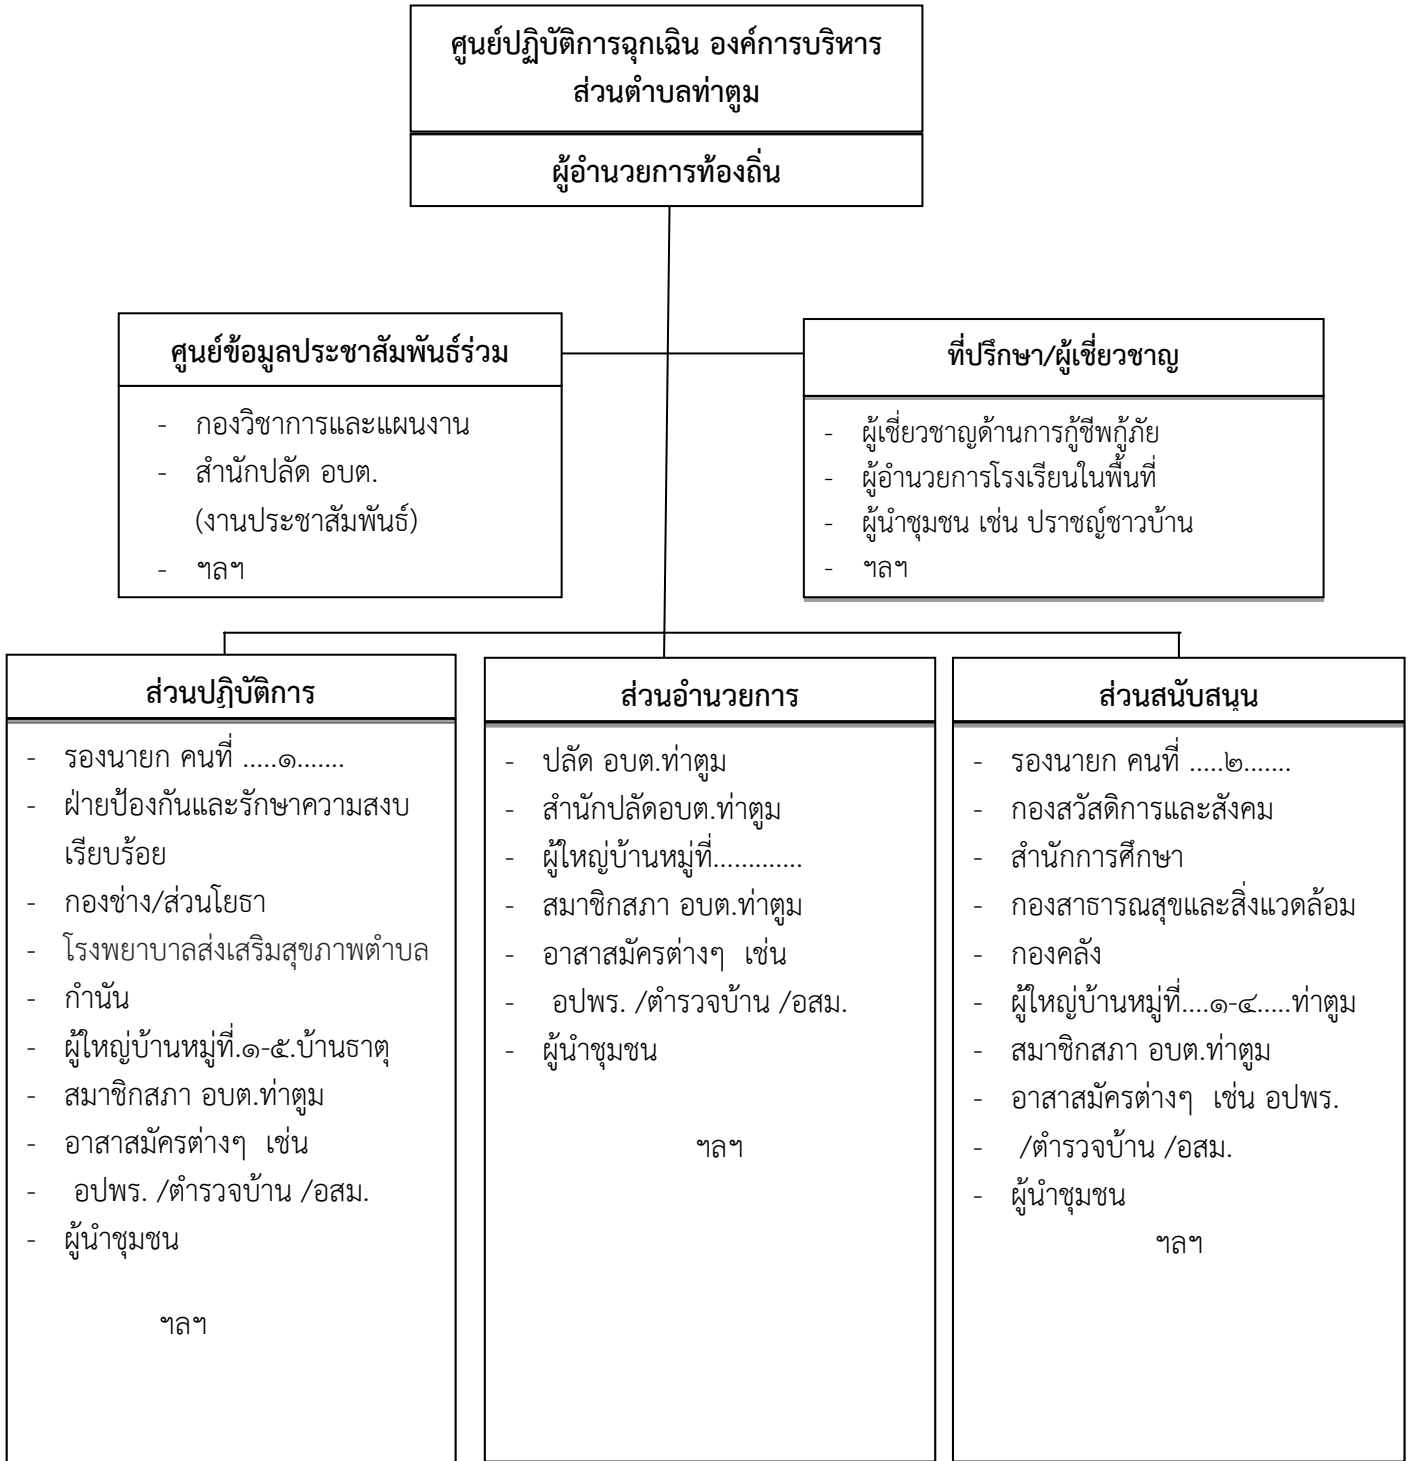 ศูนย์ปฏิบัติการฉุกเฉิน องค์การบริหาร
ส่วนตำบลท่าตูม
ผู้อำนวยการท้องถิ่น
ศูนย์ข้อมูลประชาสัมพันธ์ร่วม
- กองวิชาการและแผนงาน
- สำนักปลัด อบต.
(งานประชาสัมพันธ์)
- ฯลฯ
ที่ปรึกษา/ผู้เชี่ยวชาญ
- ผู้เชี่ยวชาญด้านการกู้ชีพกู้ภัย
- ผู้อำนวยการโรงเรียนในพื้นที่
- ผู้นำชุมชน เช่น ปราชญ์ชาวบ้าน
- ฯลฯ
ส่วนปฏิบัติการ
- รองนายก คนที่ .....๑.......
- ฝ่ายป้องกันและรักษาความสงบ
เรียบร้อย
- กองช่าง/ส่วนโยธา
- โรงพยาบาลส่งเสริมสุขภาพตำบล
- กำนัน
- ผู้ใหญ่บ้านหมู่ที่.๑-๕.บ้านธาตุ
- สมาชิกสภา อบต.ท่าตูม
- อาสาสมัครต่างๆ เช่น
- อปพร. /ตำรวจบ้าน /อสม.
- ผู้นำชุมชน
ฯลฯ
ส่วนอำนวยการ
- ปลัด อบต.ท่าตูม
- สำนักปลัดอบต.ท่าตูม
- ผู้ใหญ่บ้านหมู่ที่.............
- สมาชิกสภา อบต.ท่าตูม
- อาสาสมัครต่างๆ เช่น
- อปพร. /ตำรวจบ้าน /อสม.
- ผู้นำชุมชน
ฯลฯ
ส่วนสนับสนุน
- รองนายก คนที่ .....๒.......
- กองสวัสดิการและสังคม
- สำนักการศึกษา
- กองสาธารณสุขและสิ่งแวดล้อม
- กองคลัง
- ผู้ใหญ่บ้านหมู่ที่....๑-๔.....ท่าตูม
- สมาชิกสภา อบต.ท่าตูม
- อาสาสมัครต่างๆ เช่น อปพร.
- /ตำรวจบ้าน /อสม.
- ผู้นำชุมชน
ฯลฯ